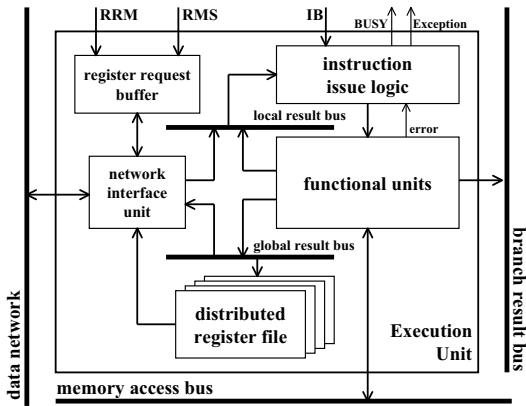 RRM
RMS
IB
BUSY
Exception
register request
buffer
instruction
issue logic
local result bus
error
network
interface
unit
functional units
global result bus
distributed
register file
Execution
Unit
data network
branch result bus
memory access bus